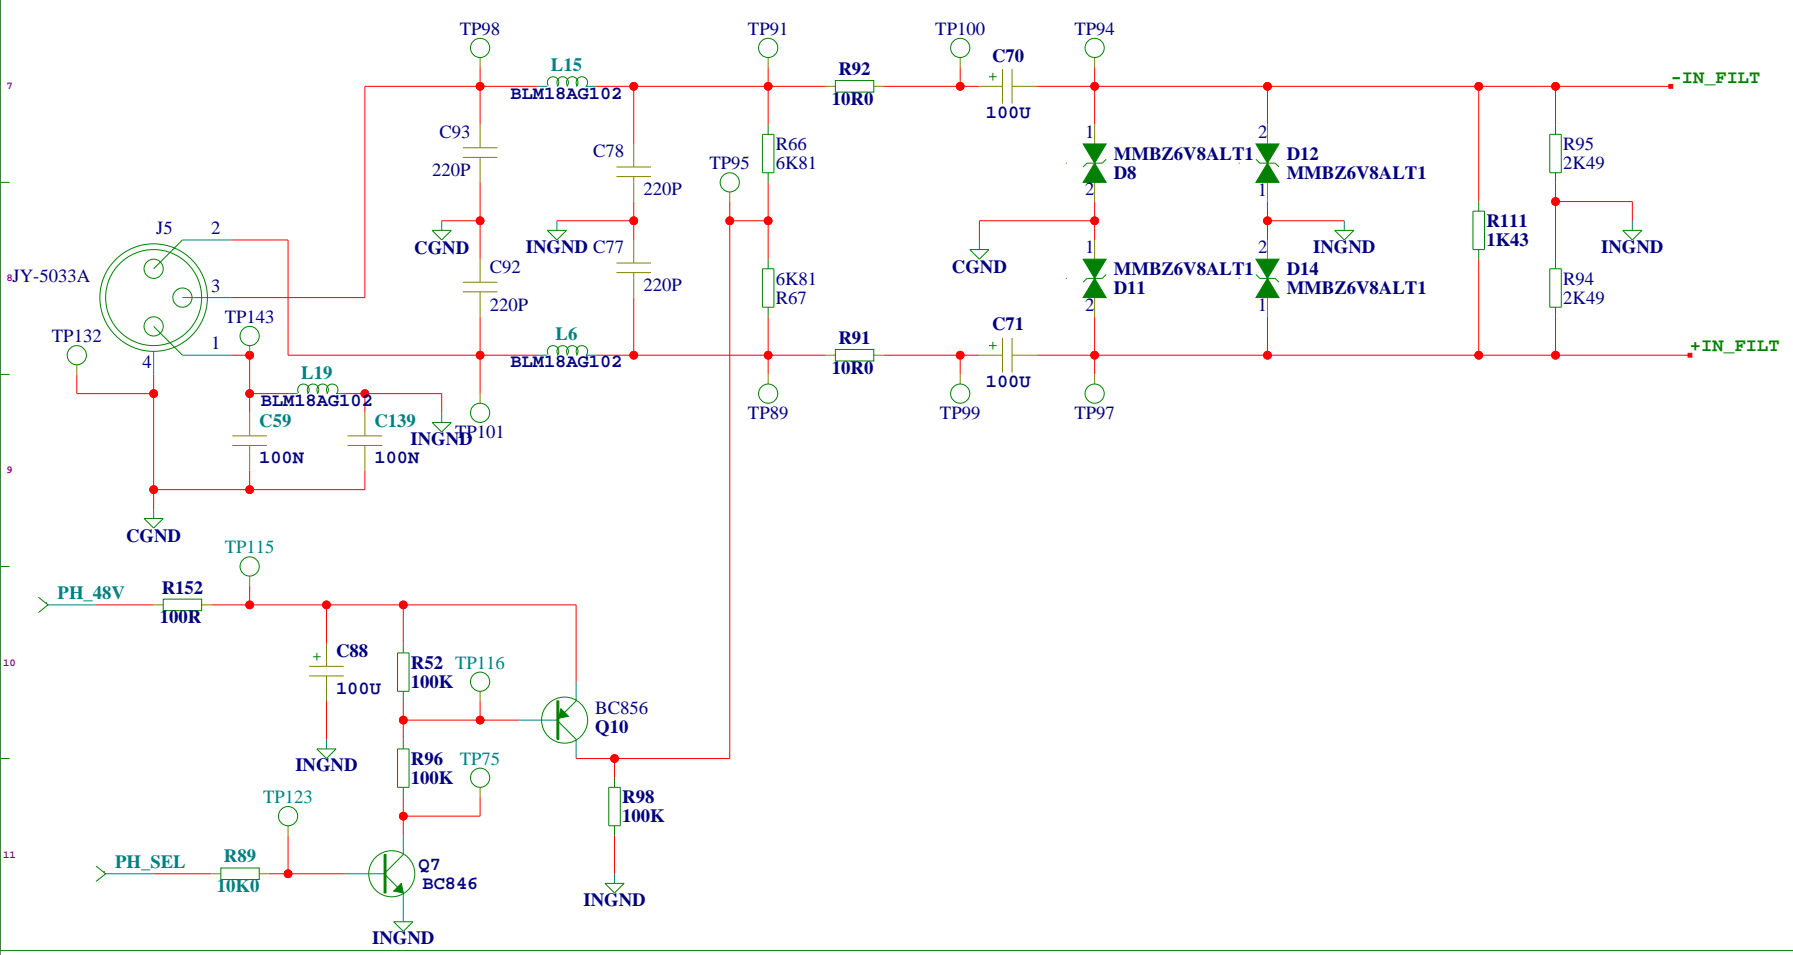 TP98
TP91
TP100
TP94
L15
BLM18AG102
R92
10R0
+
C70
100U
-IN_FILT
7
C93
220P
C78
220P
R66
6K81
TP95
1
MMBZ6V8ALT1
D8
2
2
D12
MMBZ6V8ALT1
1
R95
2K49
J5
2
JY-5033A
3
1
4
8
CGND
INGND
C77
220P
C92
220P
6K81
R67
CGND
1
MMBZ6V8ALT1
D11
2
INGND
2
D14
MMBZ6V8ALT1
1
R111
1K43
INGND
R94
2K49
TP132
TP143
L6
BLM18AG102
R91
10R0
+
C71
100U
+IN_FILT
L19
BLM18AG102
C59
100N
C139
100N
INGND
TP101
TP89
TP99
TP97
9
CGND
TP115
PH_48V
R152
100R
+
C88
100U
R52
100K
TP116
10
BC856
Q10
INGND
R96
100K
TP75
TP123
R98
100K
11
PH_SEL
R89
10K0
Q7
BC846
INGND
INGND